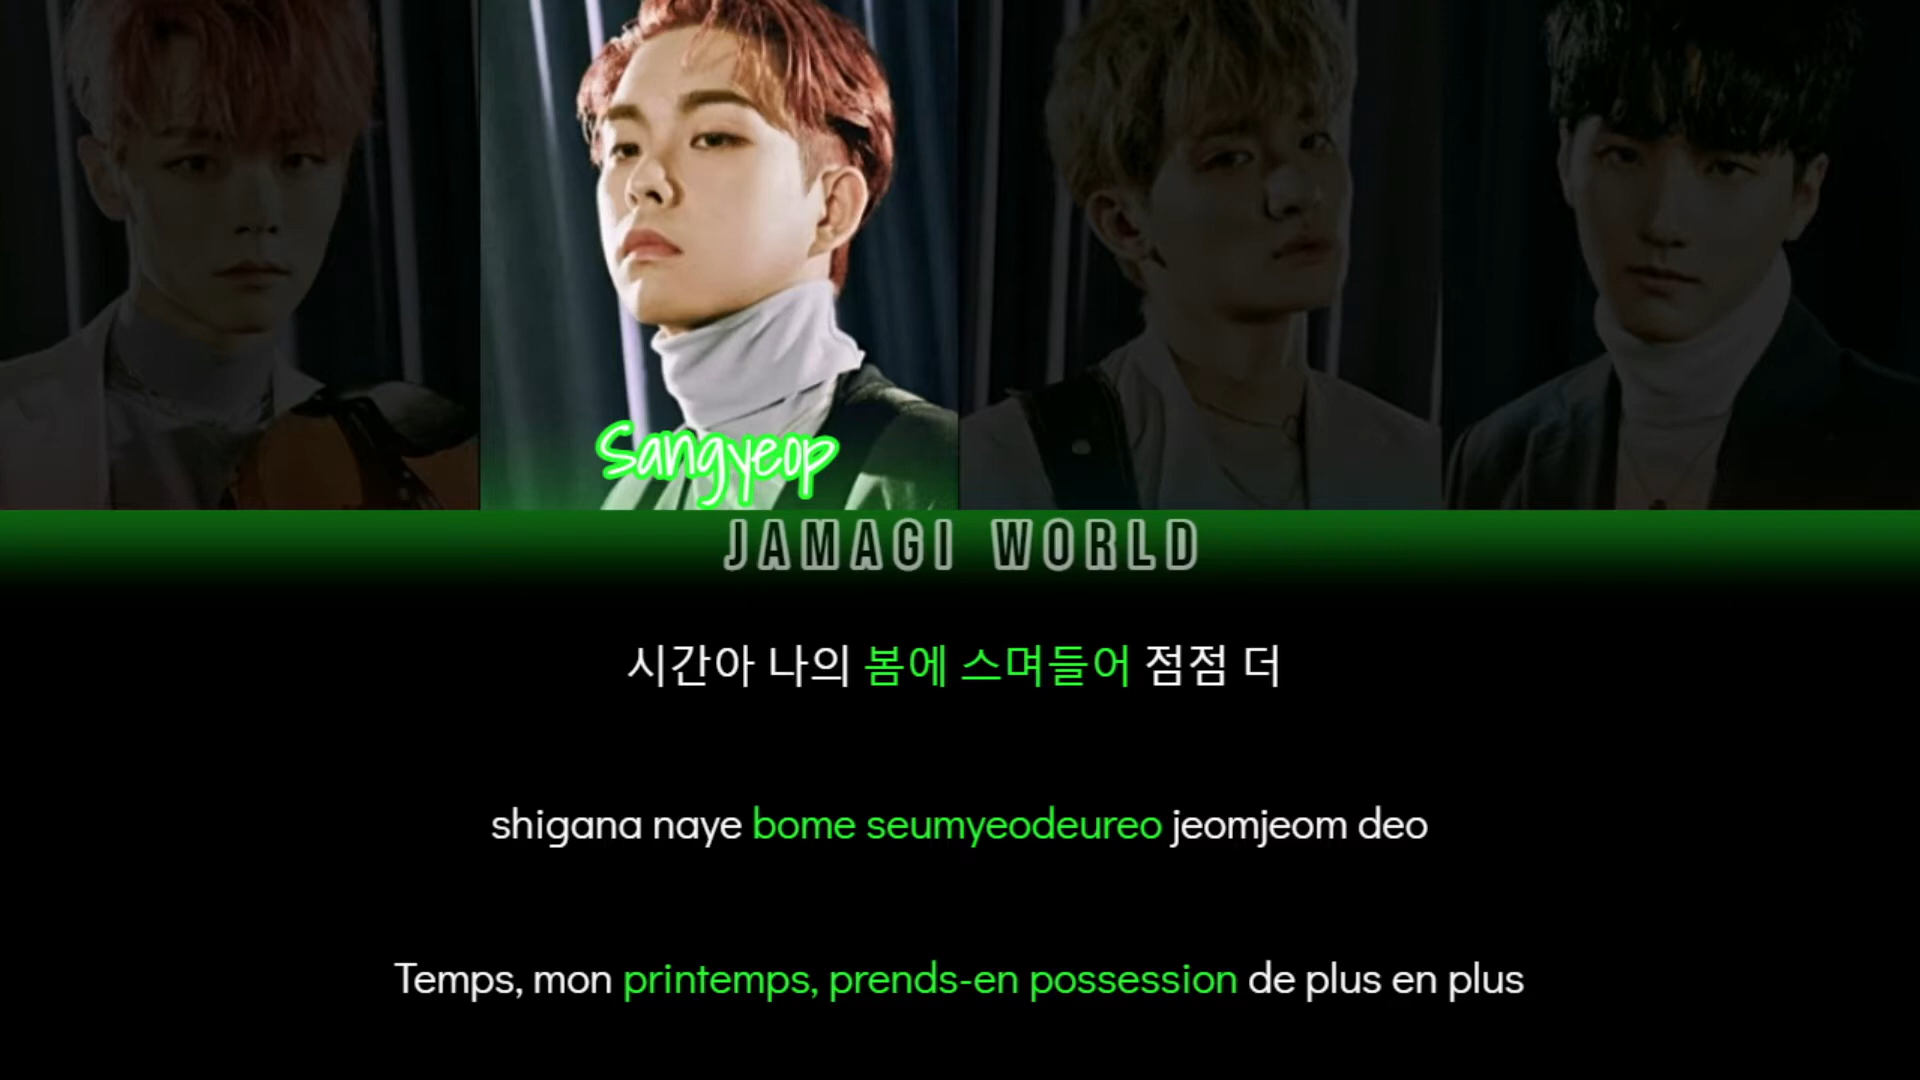 Sangyeop
JAMAGI WORLD
시간아 나의 봄에 스며들어 점점 더
shigana naye bome seumyeodeureo jeomjeom deo
Temps, mon printemps, prends-en possession de plus en plus